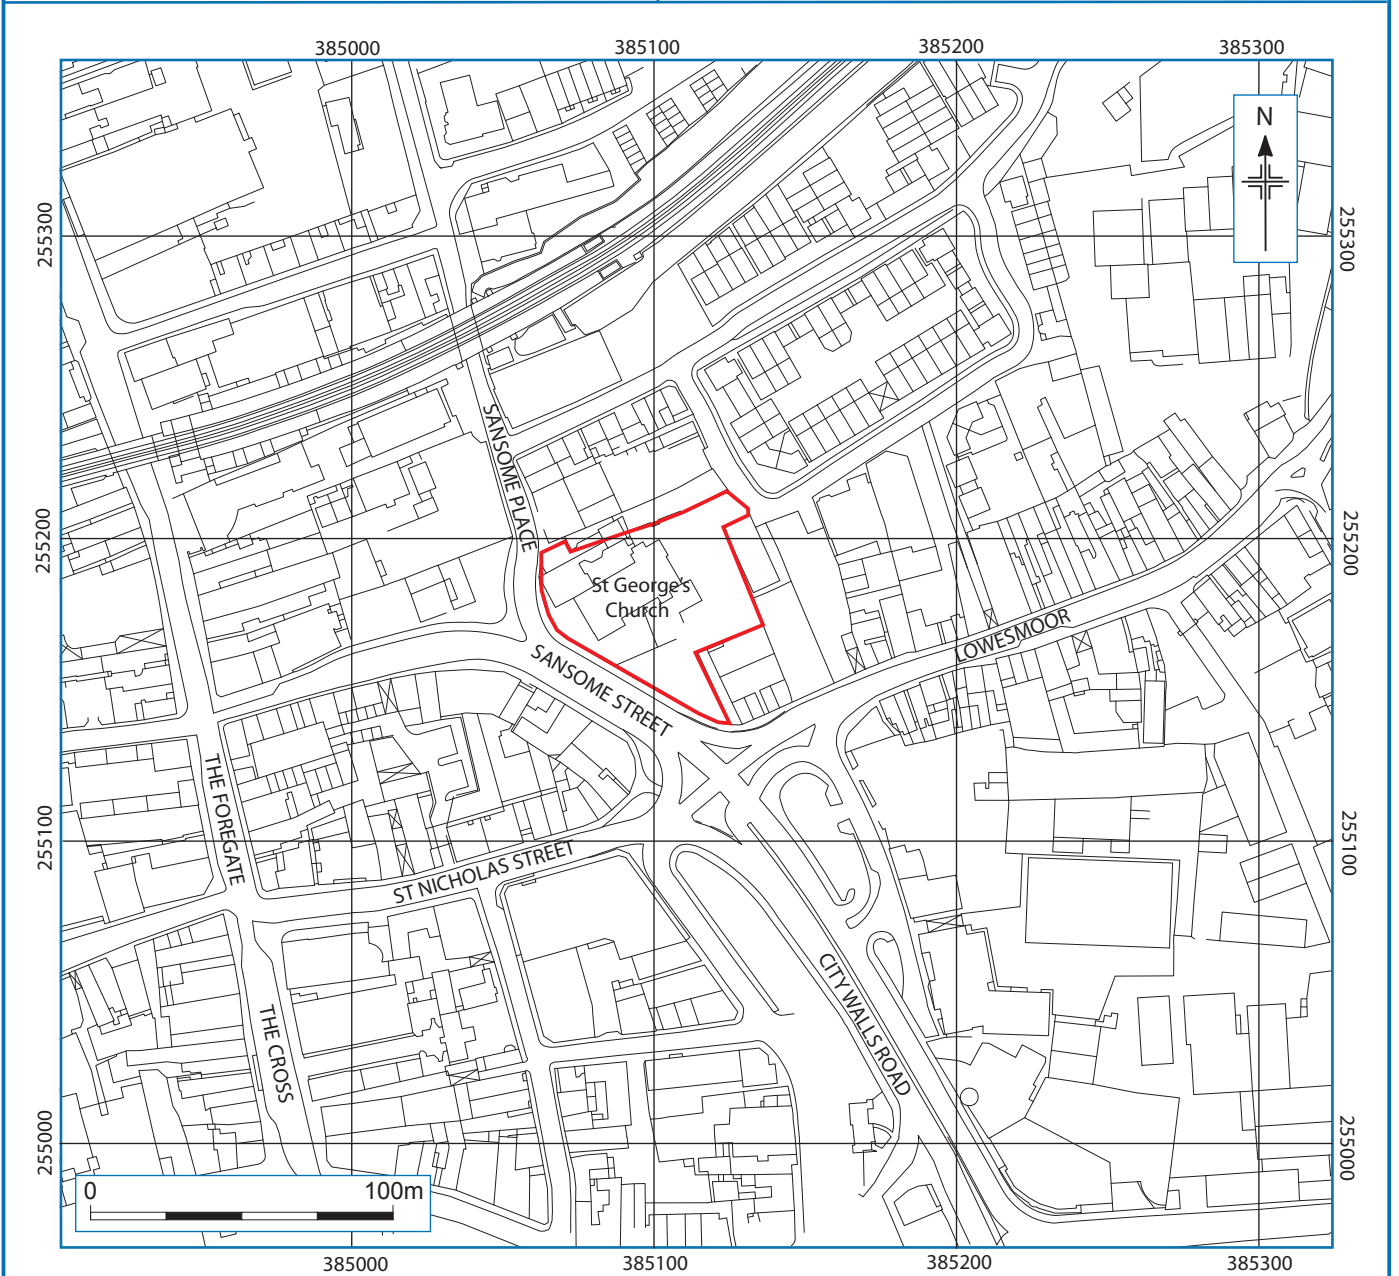 385000
385100
385200
385300
N
255300
255300
SANSOME PLACE
255200
255200
St George's
Church
LOWESMOOR
SANSOME STREET
THE FOREGATE
255100
255100
ST NICHOLAS STREET
CITY WALLS ROAD
THE CROSS
255000
255000
0
100m
385000
385100
385200
385300